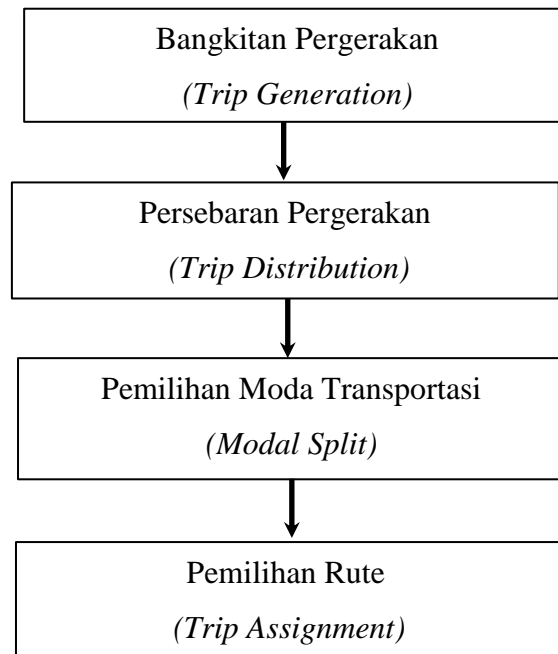 Bangkitan Pergerakan
(Trip Generation)
Persebaran Pergerakan
(Trip Distribution)
Pemilihan Moda Transportasi
(Modal Split)
Pemilihan Rute
(Trip Assignment)